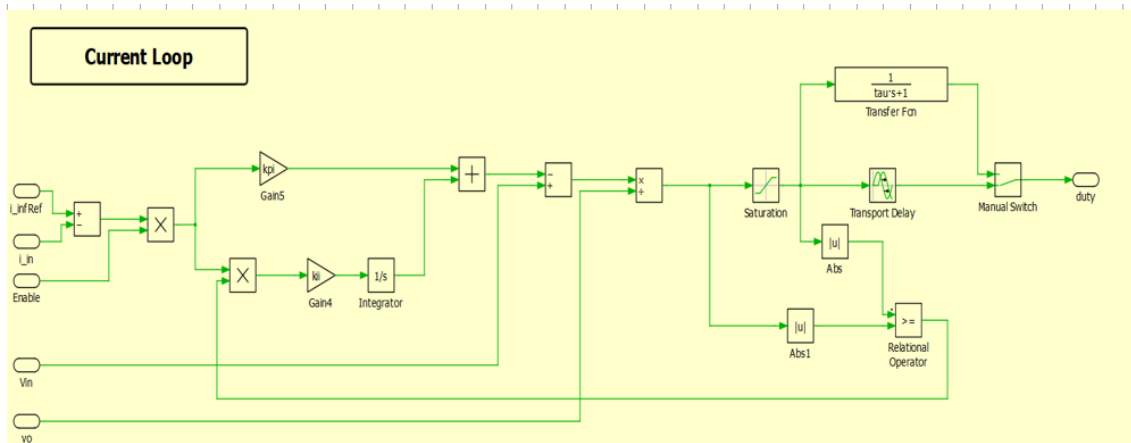 Current Loop
1
tau·s+1
Transfer Fcn
kpi
Gain5
+
−
+
×
÷
Saturation
Transport Delay
Manual Switch
duty
i_infRef
+
−
i_in
X
Enable
X
ki
Gain4
1/s
Integrator
|u|
Abs
|u|
Abs1
>=
Relational
Operator
Vin
vo